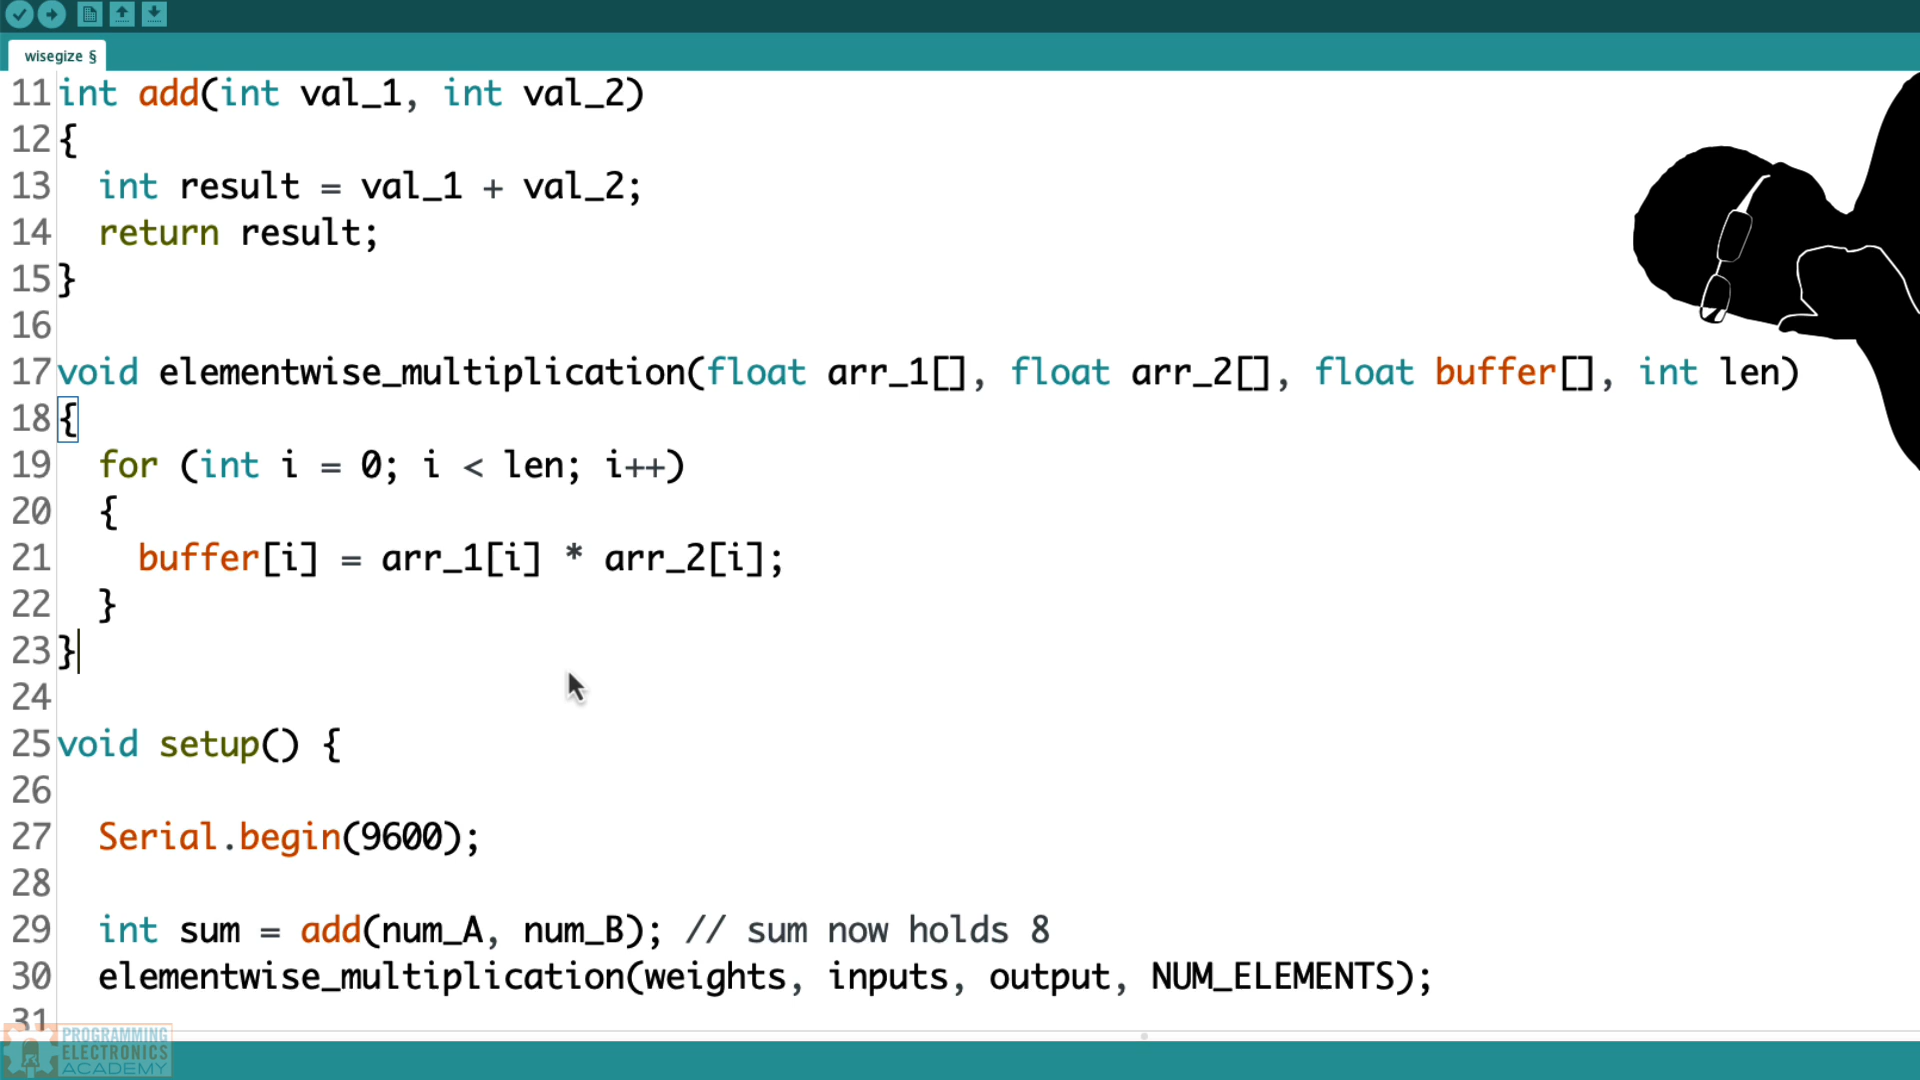 wisegize §
11 int add(int val_1, int val_2)
12 {
13   int result = val_1 + val_2;
14   return result;
15 }
16
17 void elementwise_multiplication(float arr_1[], float arr_2[], float buffer[], int len)
18 {
19   for (int i = 0; i < len; i++)
20   {
21     buffer[i] = arr_1[i] * arr_2[i];
22   }
23 }
24
25 void setup() {
26
27   Serial.begin(9600);
28
29   int sum = add(num_A, num_B); // sum now holds 8
30   elementwise_multiplication(weights, inputs, output, NUM_ELEMENTS);
31
PROGRAMMING
ELECTRONICS
ACADEMY